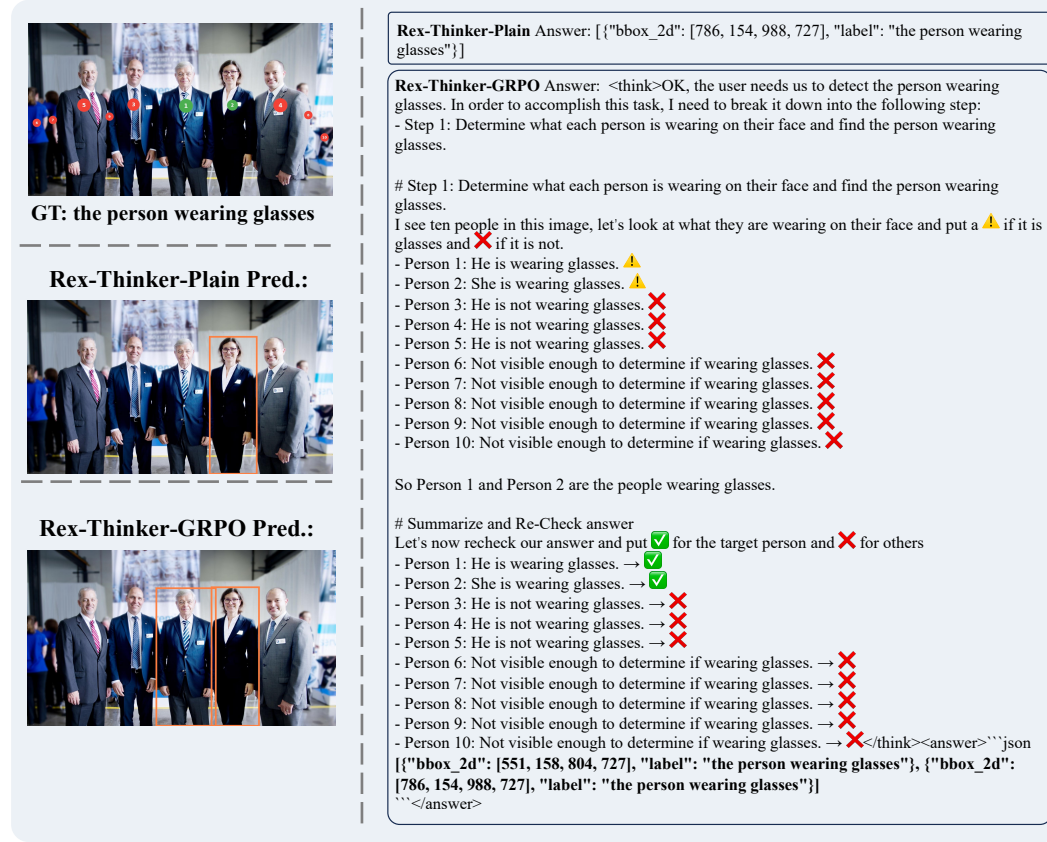 5
3
1
2
4
GT: the person wearing glasses
Rex-Thinker-Plain Pred.:
Rex-Thinker-GRPO Pred.:
Rex-Thinker-Plain Answer: [{"bbox_2d": [786, 154, 988, 727], "label": "the person wearing
glasses"}]
Rex-Thinker-GRPO Answer: <think>OK, the user needs us to detect the person wearing
glasses. In order to accomplish this task, I need to break it down into the following step:
- Step 1: Determine what each person is wearing on their face and find the person wearing
glasses.
# Step 1: Determine what each person is wearing on their face and find the person wearing
glasses.
I see ten people in this image, let's look at what they are wearing on their face and put a ⚠️ if it is
glasses and ❌ if it is not.
- Person 1: He is wearing glasses. ⚠️
- Person 2: She is wearing glasses. ⚠️
- Person 3: He is not wearing glasses. ❌
- Person 4: He is not wearing glasses. ❌
- Person 5: He is not wearing glasses. ❌
- Person 6: Not visible enough to determine if wearing glasses. ❌
- Person 7: Not visible enough to determine if wearing glasses. ❌
- Person 8: Not visible enough to determine if wearing glasses. ❌
- Person 9: Not visible enough to determine if wearing glasses. ❌
- Person 10: Not visible enough to determine if wearing glasses. ❌
So Person 1 and Person 2 are the people wearing glasses.
# Summarize and Re-Check answer
Let's now recheck our answer and put ✅ for the target person and ❌ for others
- Person 1: He is wearing glasses. → ✅
- Person 2: She is wearing glasses. → ✅
- Person 3: He is not wearing glasses. → ❌
- Person 4: He is not wearing glasses. → ❌
- Person 5: He is not wearing glasses. → ❌
- Person 6: Not visible enough to determine if wearing glasses. → ❌
- Person 7: Not visible enough to determine if wearing glasses. → ❌
- Person 8: Not visible enough to determine if wearing glasses. → ❌
- Person 9: Not visible enough to determine if wearing glasses. → ❌
- Person 10: Not visible enough to determine if wearing glasses. → ❌</think><answer>```json
[{"bbox_2d": [551, 158, 804, 727], "label": "the person wearing glasses"}, {"bbox_2d":
[786, 154, 988, 727], "label": "the person wearing glasses"}]
```</answer>